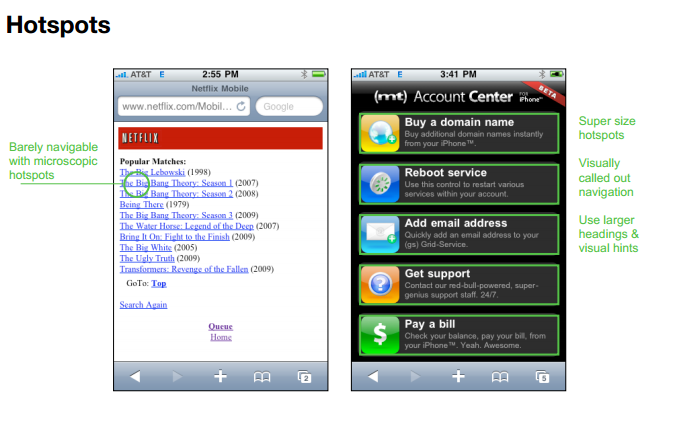 Hotspots
AT&T E 2:55 PM
Netflix Mobile
www.netflix.com/Mobil... Google
NETFLIX
Popular Matches:
The Big Lebowski (1998)
The Big Bang Theory: Season 1 (2007)
The Big Bang Theory: Season 2 (2008)
Being There (1979)
The Big Bang Theory: Season 3 (2009)
The Water Horse: Legend of the Deep (2007)
Bring It On: Fight to the Finish (2009)
The Big White (2005)
The Ugly Truth (2009)
Transformers: Revenge of the Fallen (2009)
GoTo: Top
Search Again
Queue
Home
2
Barely navigable
with microscopic
hotspots
AT&T E 3:41 PM
(mt) Account Center FOR
iPhone™
BETA
Buy a domain name
Buy additional domain names instantly
from your iPhone™.
Reboot service
Use this control to restart various
services within your account.
Add email address
Quickly add an email address to your
(gs) Grid-Service.
Get support
Contact our red-bull-powered, super-
genius support staff. 24/7.
$
Pay a bill
Check your balance, pay your bill, from
your iPhone™. Yeah. Awesome.
5
Super size
hotspots
Visually
called out
navigation
Use larger
headings &
visual hints